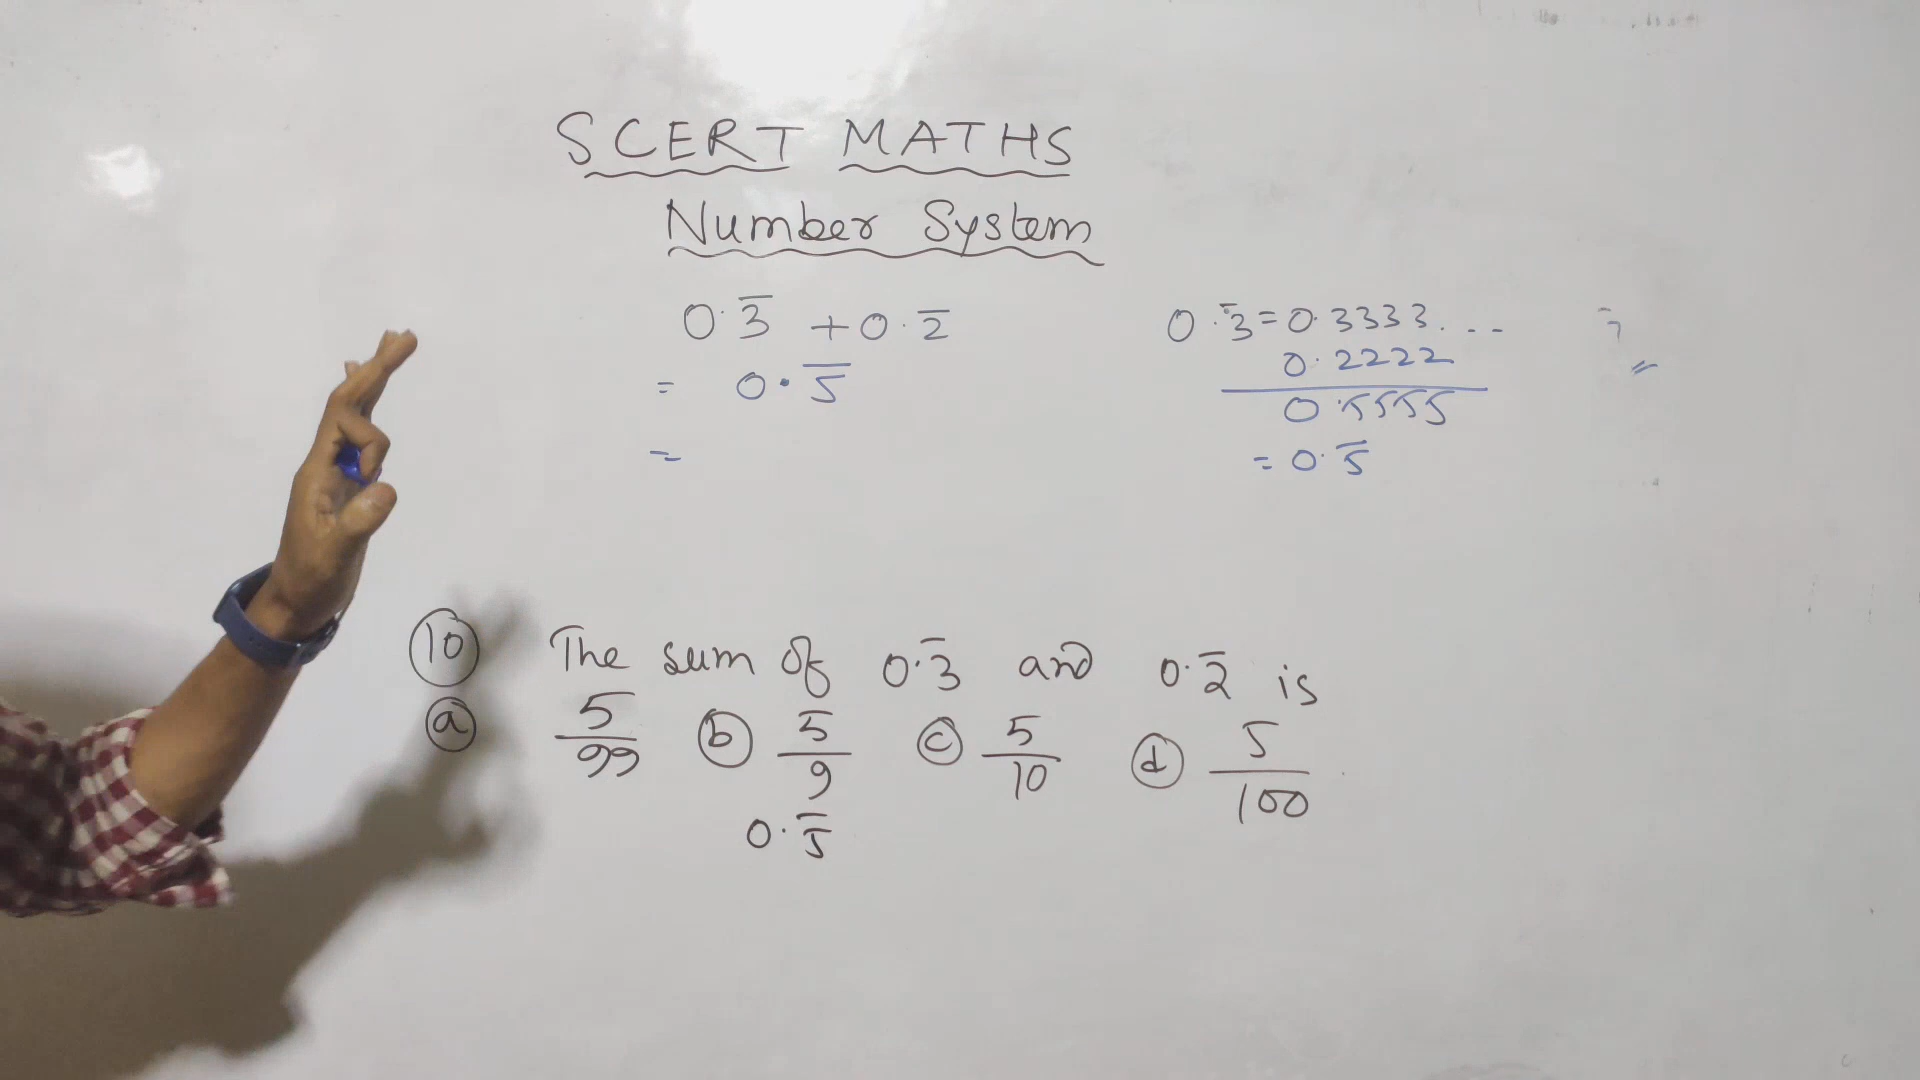 SCERT MATHS
Number System
0.3̅ + 0.2̅
= 0.5̅
=
0.3̅ = 0.3333...
0.2222
0.5555
= 0.5̅
=
10 The sum of 0.3̅ and 0.2̅ is
a 5/99 b 5/9 c 5/10 d 5/100
0.5̅